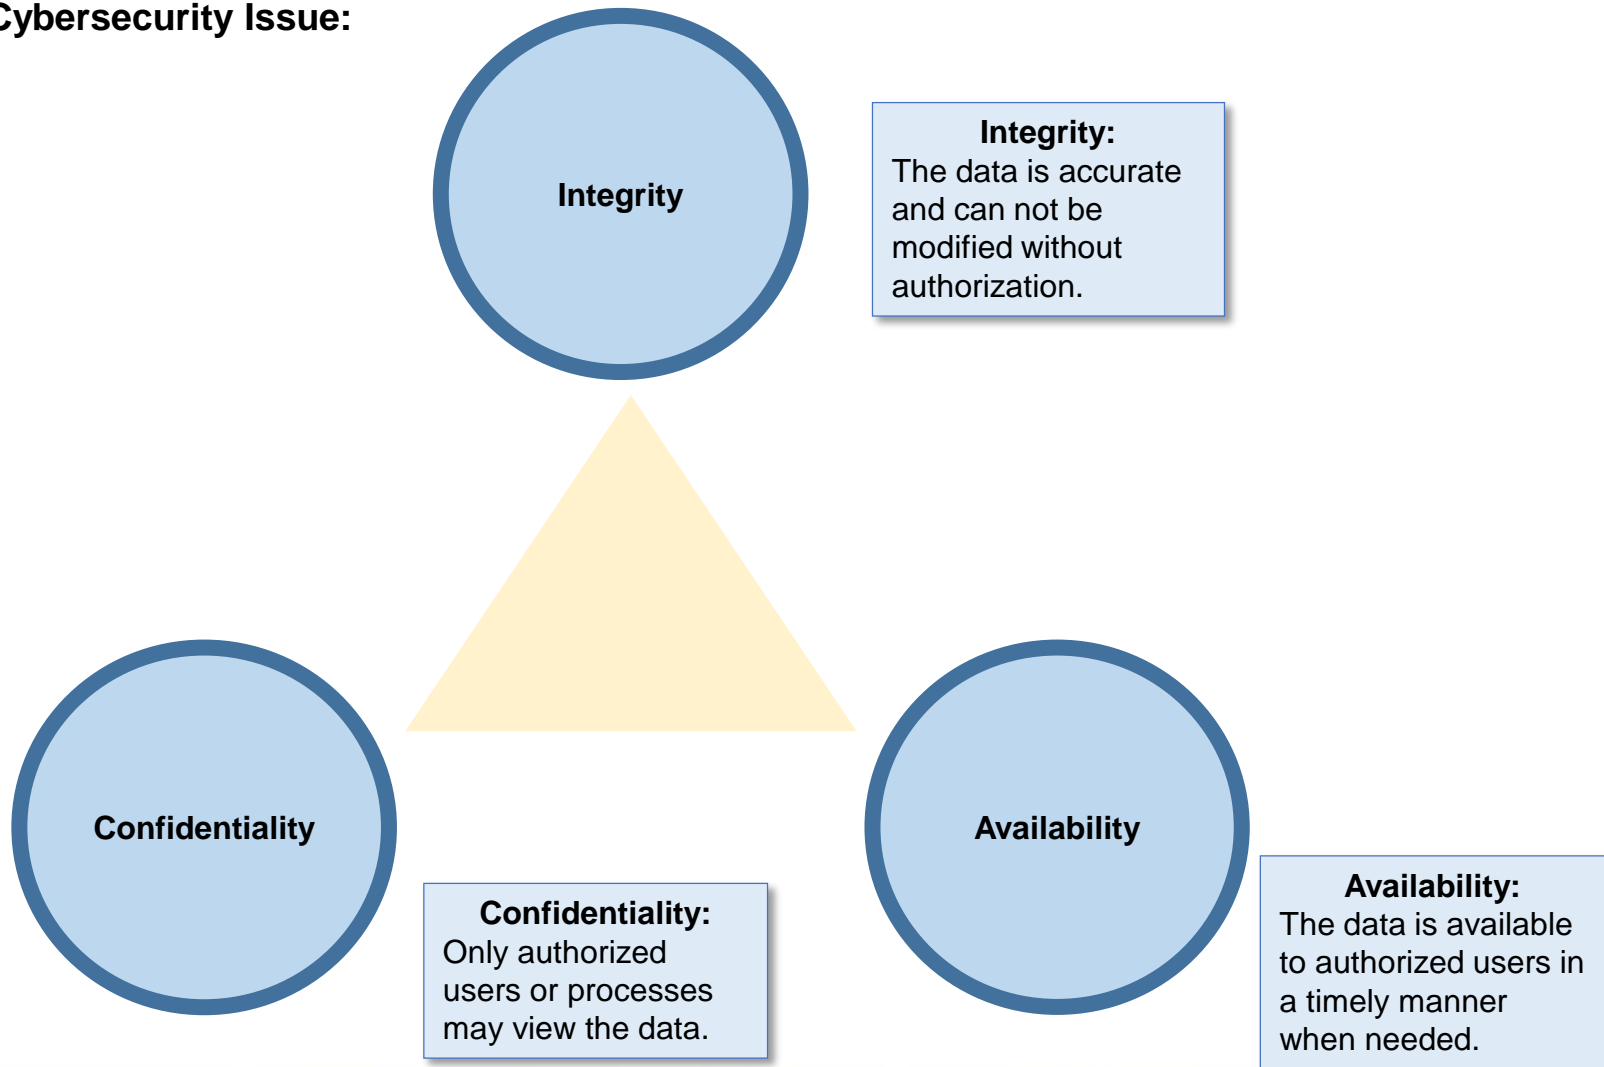 Cybersecurity Issue:
Integrity
Integrity:
The data is accurate
and can not be
modified without
authorization.
Confidentiality
Availability
Confidentiality:
Only authorized
users or processes
may view the data.
Availability:
The data is available
to authorized users in
a timely manner
when needed.